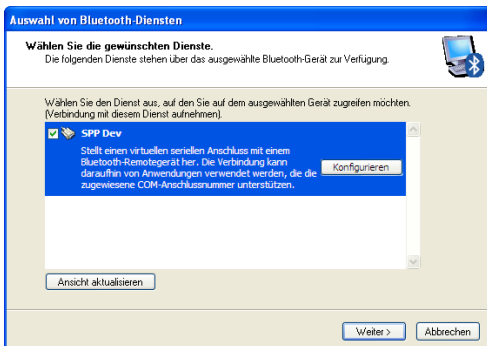 Auswahl von Bluetooth-Diensten
Wählen Sie die gewünschten Dienste.
Die folgenden Dienste stehen über das ausgewählte Bluetooth-Gerät zur Verfügung.
Wählen Sie den Dienst aus, auf den Sie auf dem ausgewählten Gerät zugreifen möchten.
(Verbindung mit diesem Dienst aufnehmen).
SPP Dev
Stellt einen virtuellen seriellen Anschluss mit einem
Bluetooth-Remotegerät her. Die Verbindung kann
daraufhin von Anwendungen verwendet werden, die die
zugewiesene COM-Anschlussnummer unterstützen.
Konfigurieren
Ansicht aktualisieren
Weiter >
Abbrechen